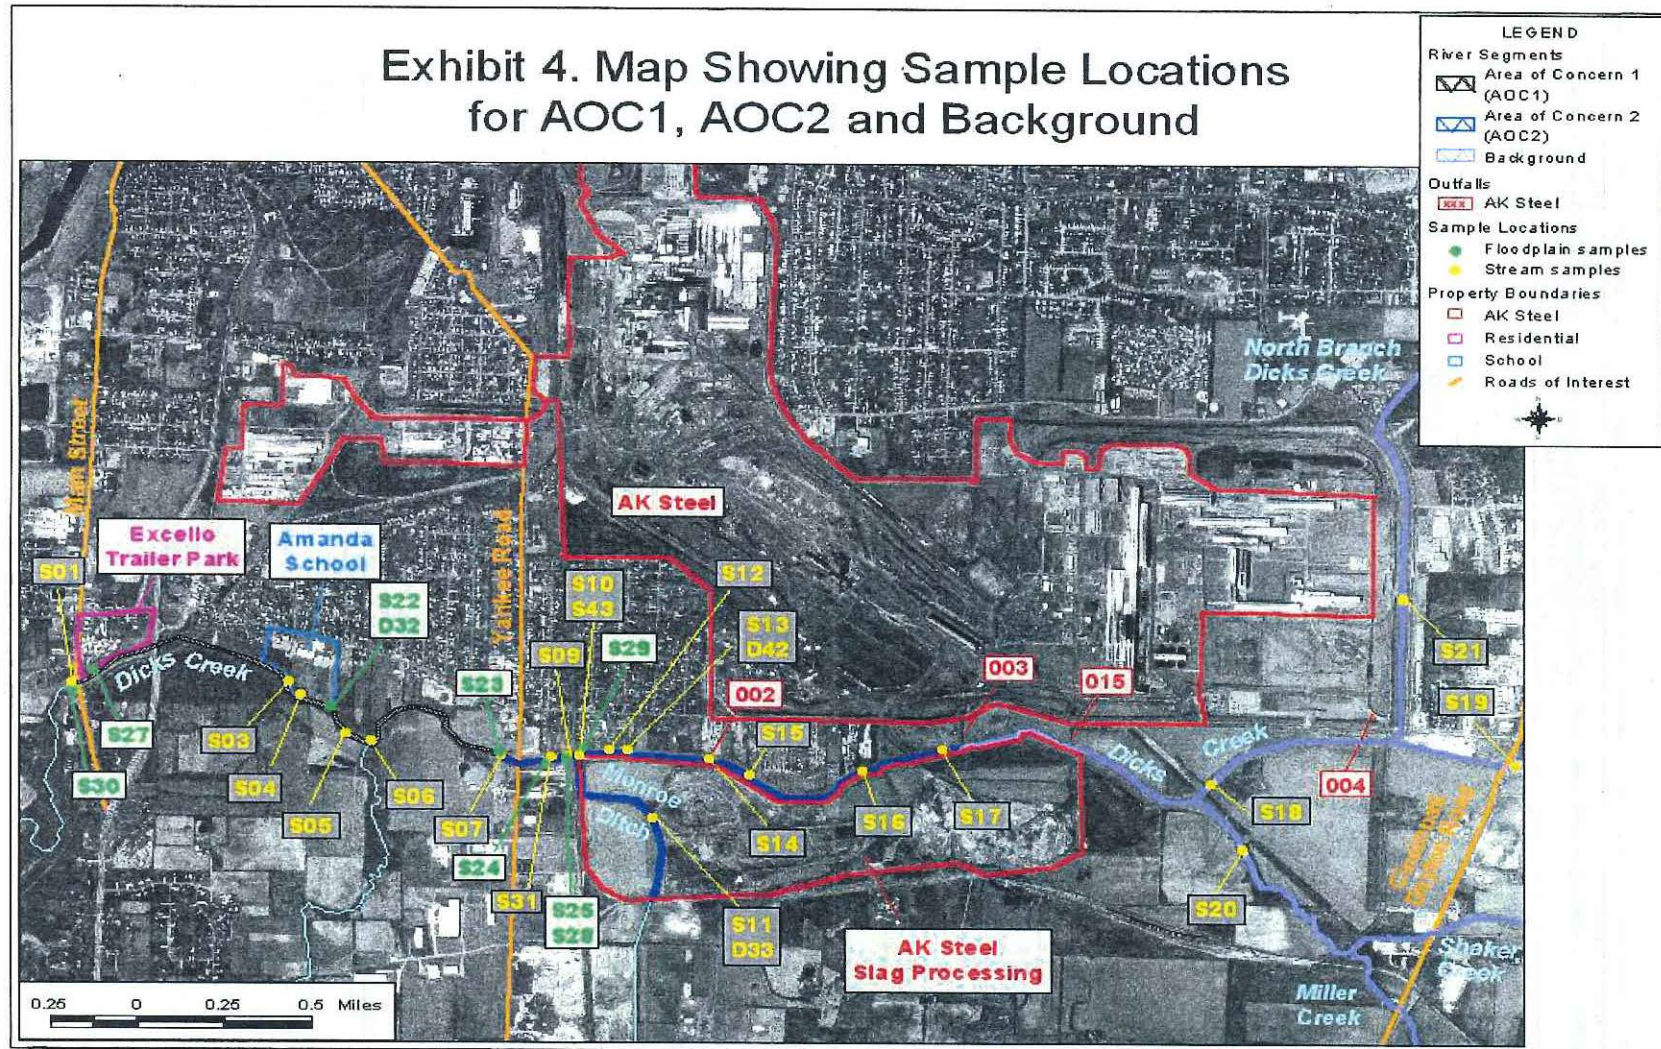 Exhibit 4. Map Showing Sample Locations
for AOC1, AOC2 and Background
LEGEND
River Segments
Area of Concern 1
(AOC1)
Area of Concern 2
(AOC2)
Background
Outfalls
xxx AK Steel
Sample Locations
Floodplain samples
Stream samples
Property Boundaries
AK Steel
Residential
School
Roads of Interest
North Branch
Dicks Creek
Main Street
Yankee Road
AK Steel
Excello
Trailer Park
Amanda
School
S01
S22
D32
S10
S43
S12
S13
D42
S09
S29
S23
002
003
015
S21
S19
Dicks Creek
S27
S30
S03
S04
S05
S06
S07
S24
S31
S25
S28
Monroe
Ditch
S15
S14
S16
S17
S11
D33
Dicks
Creek
004
S18
S20
AK Steel
Slag Processing
Shaker
Creek
Miller
Creek
0.25 0 0.25 0.5 Miles